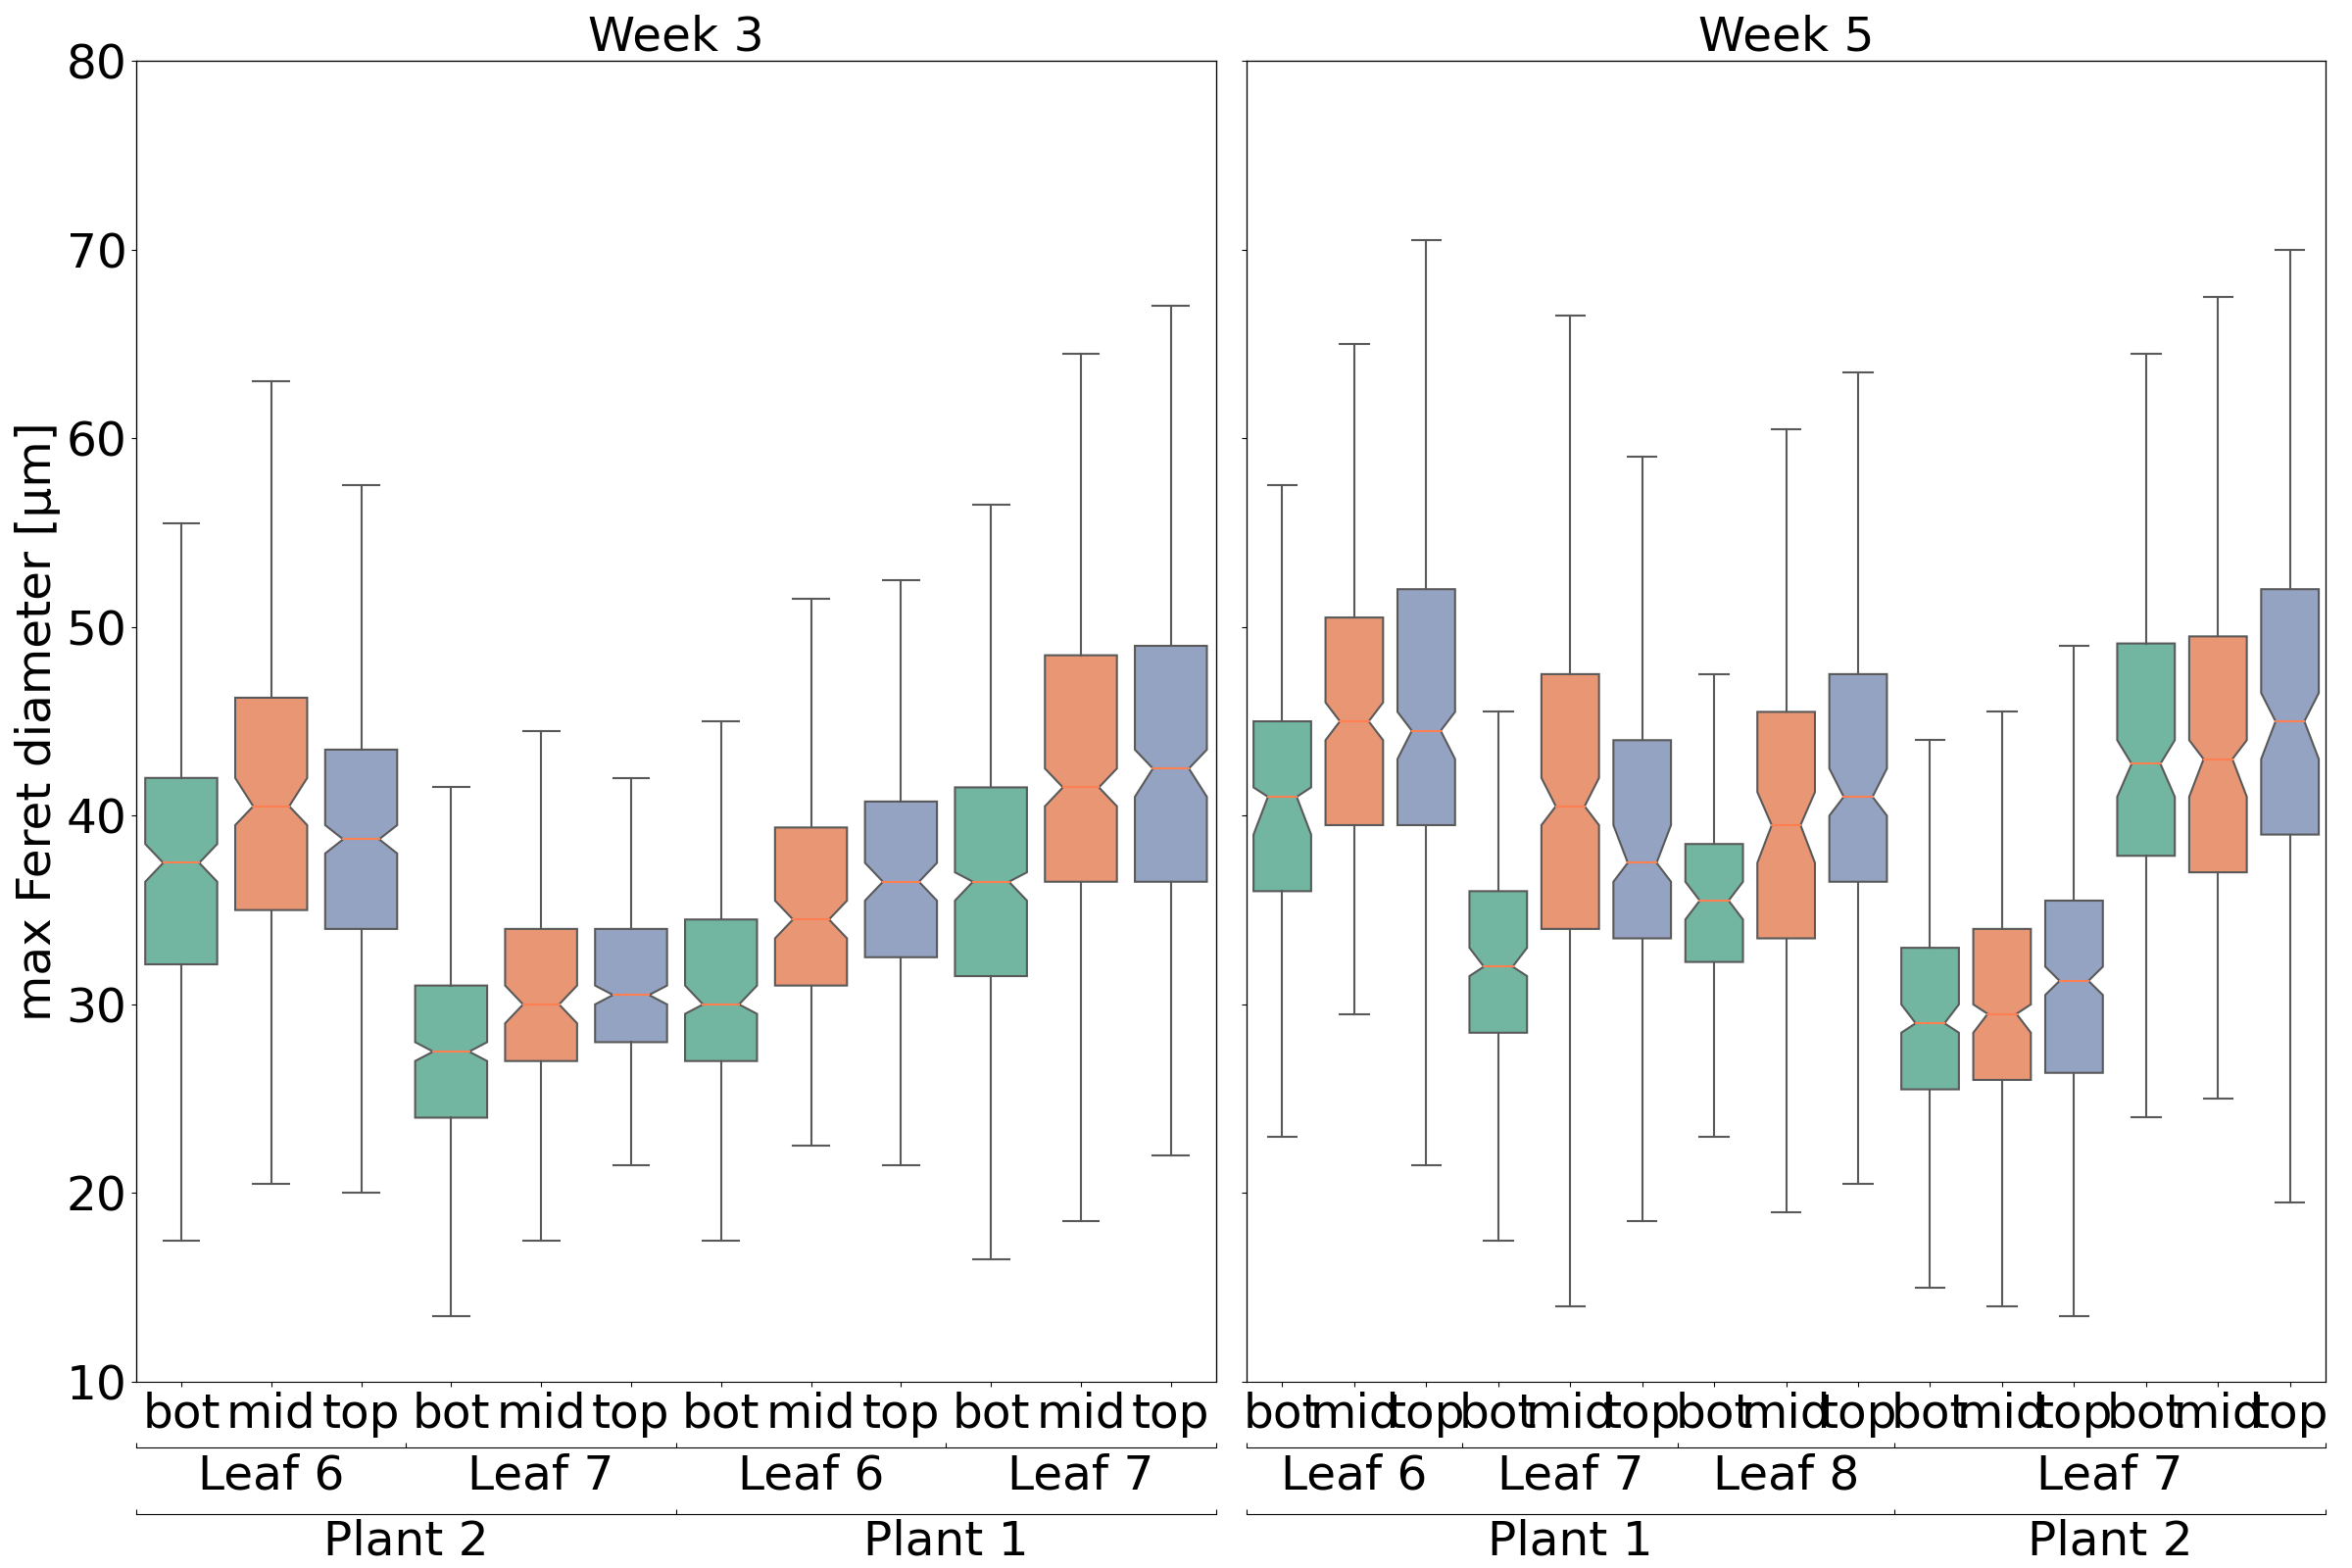 Week 3 Week 5
max Feret diameter [µm]
80
70
60
50
40
30
20
10
bot mid top bot mid top bot mid top bot mid top bot mid top bot mid top bot mid top bot mid top bot mid top
Leaf 6 Leaf 7 Leaf 6 Leaf 7 Leaf 6 Leaf 7 Leaf 8 Leaf 7
Plant 2 Plant 1 Plant 1 Plant 2